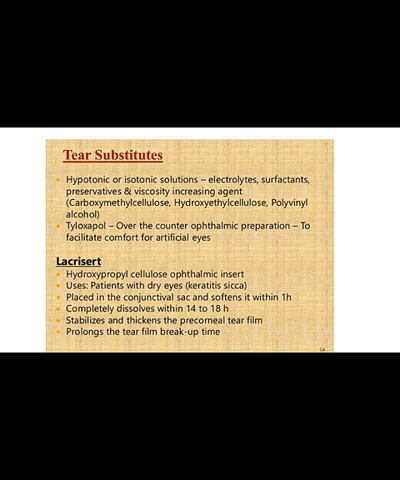 Tear Substitutes
Hypotonic or isotonic solutions – electrolytes, surfactants,
preservatives & viscosity increasing agent
(Carboxymethylcellulose, Hydroxyethylcellulose, Polyvinyl
alcohol)
Tyloxapol – Over the counter ophthalmic preparation – To
facilitate comfort for artificial eyes
Lacrisert
Hydroxypropyl cellulose ophthalmic insert
Uses: Patients with dry eyes (keratitis sicca)
Placed in the conjunctival sac and softens it within 1h
Completely dissolves within 14 to 18 h
Stabilizes and thickens the precorneal tear film
Prolongs the tear film break-up time
54